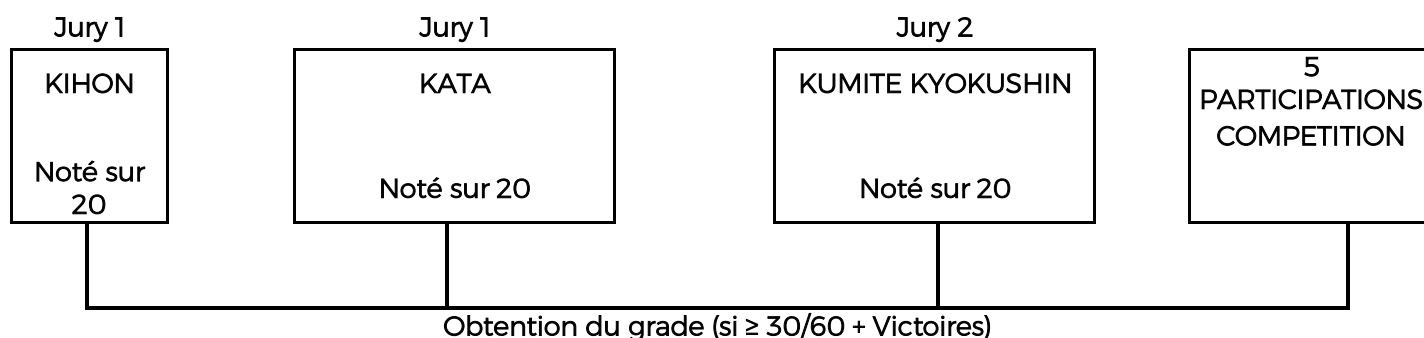 Jury 1
KIHON
Noté sur
20
Jury 1
KATA
Noté sur 20
Jury 2
KUMITE KYOKUSHIN
Noté sur 20
5
PARTICIPATIONS
COMPETITION
Obtention du grade (si ≥ 30/60 + Victoires)